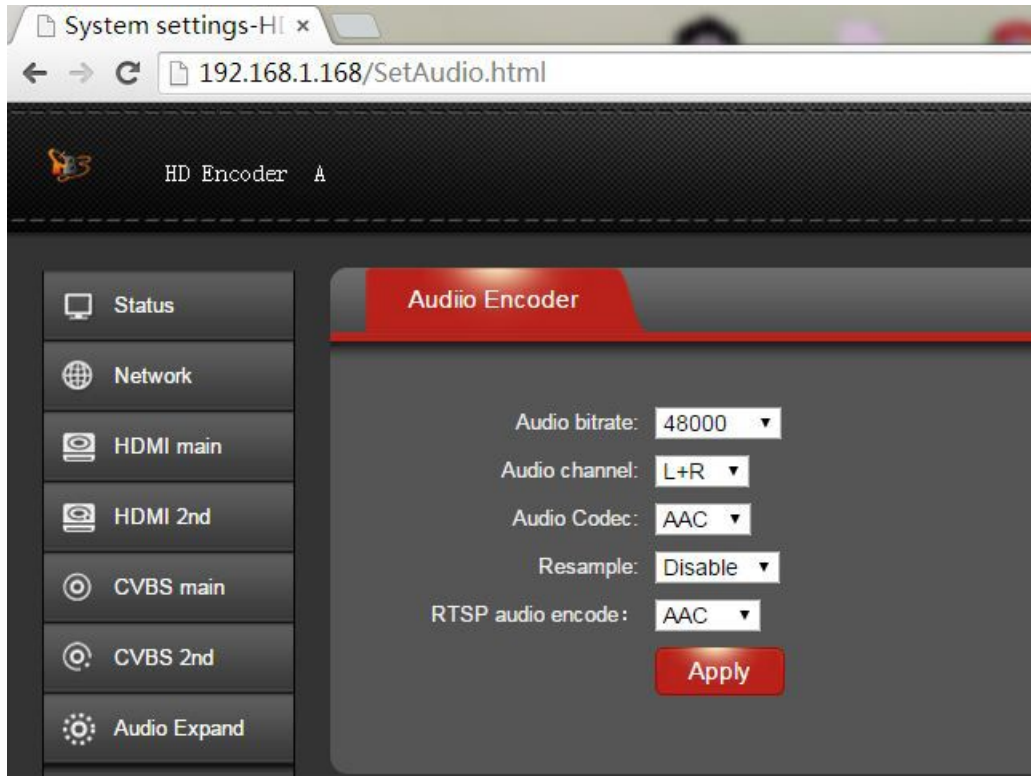 System settings-HD ×
192.168.1.168/SetAudio.html
HD Encoder A
Status
Network
HDMI main
HDMI 2nd
CVBS main
CVBS 2nd
Audio Expand
Audiio Encoder
Audio bitrate: 48000
Audio channel: L+R
Audio Codec: AAC
Resample: Disable
RTSP audio encode： AAC
Apply